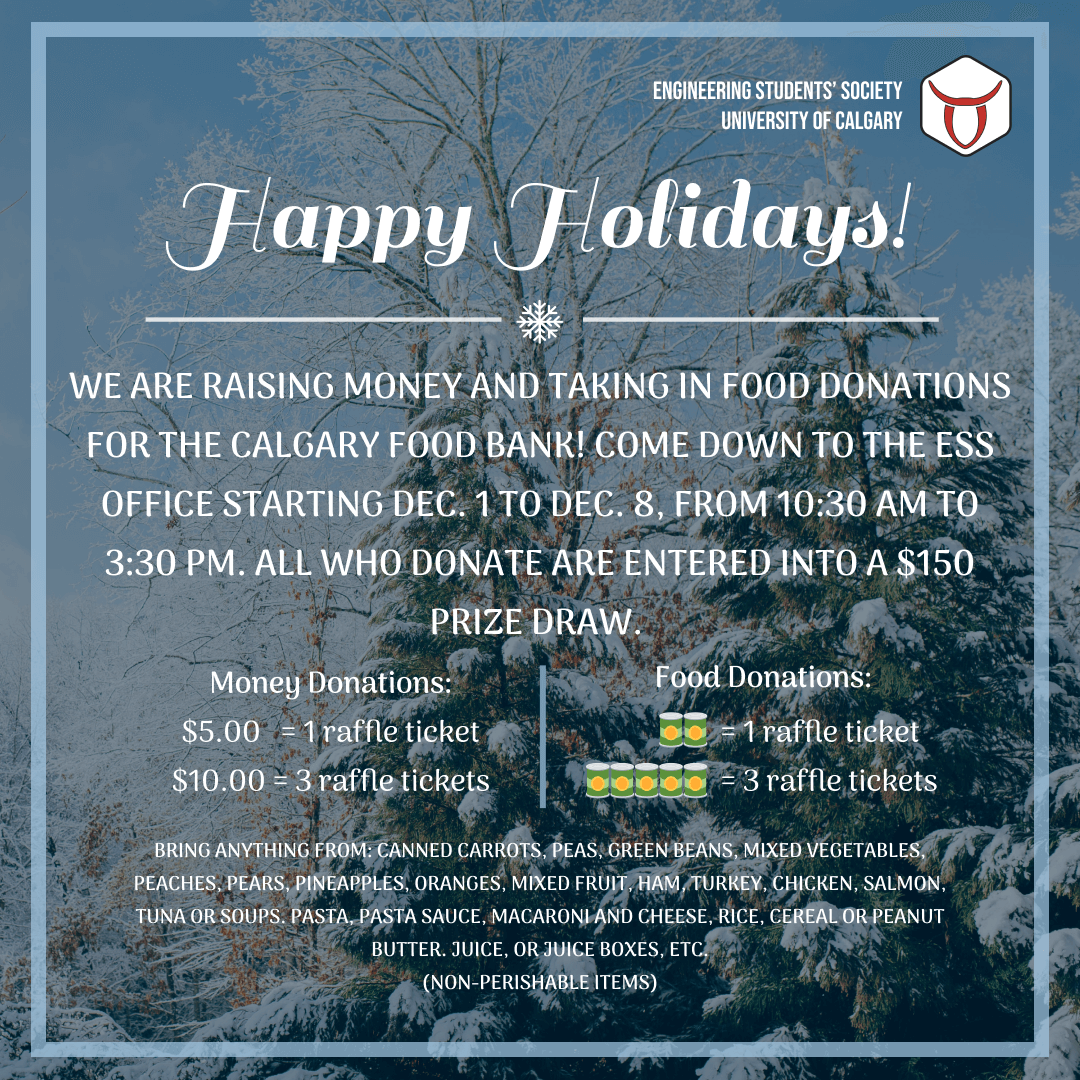 ENGINEERING STUDENTS' SOCIETY
UNIVERSITY OF CALGARY
Happy Holidays!
WE ARE RAISING MONEY AND TAKING IN FOOD DONATIONS
FOR THE CALGARY FOOD BANK! COME DOWN TO THE ESS
OFFICE STARTING DEC. 1 TO DEC. 8, FROM 10:30 AM TO
3:30 PM. ALL WHO DONATE ARE ENTERED INTO A $150
PRIZE DRAW.
Money Donations:
$5.00 = 1 raffle ticket
$10.00 = 3 raffle tickets
Food Donations:
= 1 raffle ticket
= 3 raffle tickets
BRING ANYTHING FROM: CANNED CARROTS, PEAS, GREEN BEANS, MIXED VEGETABLES,
PEACHES, PEARS, PINEAPPLES, ORANGES, MIXED FRUIT, HAM, TURKEY, CHICKEN, SALMON,
TUNA OR SOUPS. PASTA, PASTA SAUCE, MACARONI AND CHEESE, RICE, CEREAL OR PEANUT
BUTTER. JUICE, OR JUICE BOXES, ETC.
(NON-PERISHABLE ITEMS)